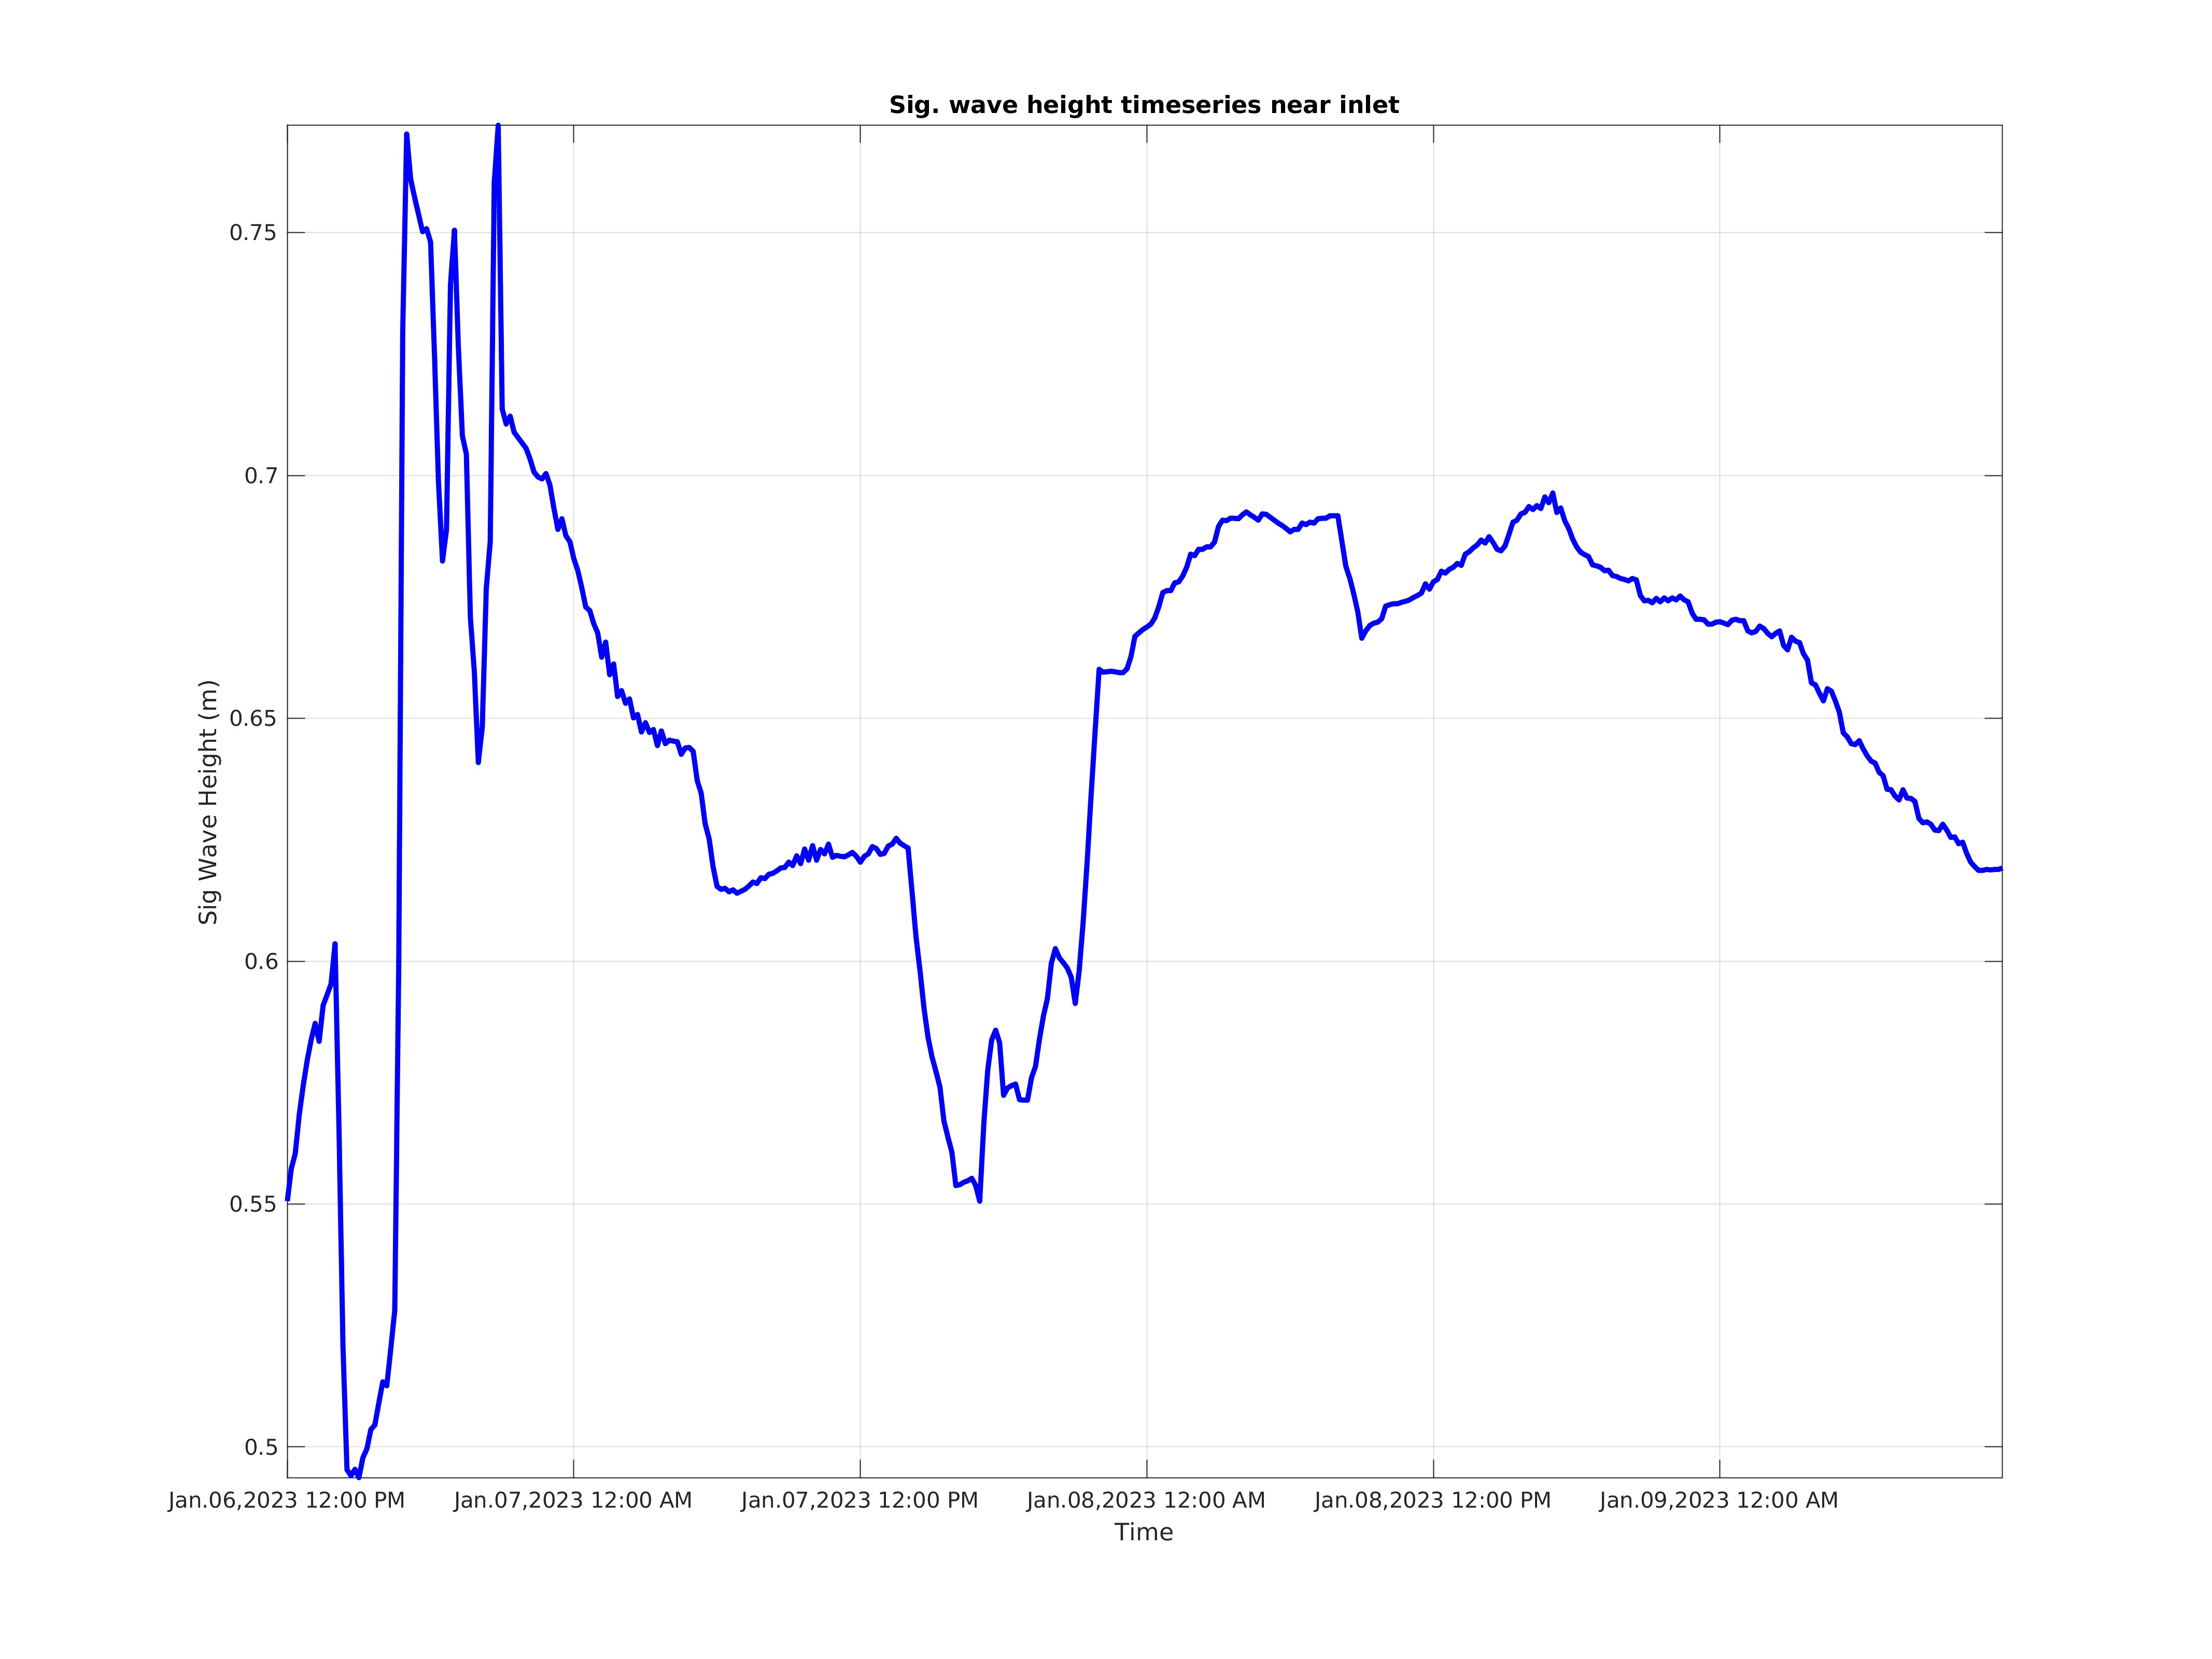 Sig. wave height timeseries near inlet
0.75
0.7
0.65
0.6
0.55
0.5
Sig Wave Height (m)
Jan.06,2023 12:00 PM
Jan.07,2023 12:00 AM
Jan.07,2023 12:00 PM
Jan.08,2023 12:00 AM
Jan.08,2023 12:00 PM
Jan.09,2023 12:00 AM
Time